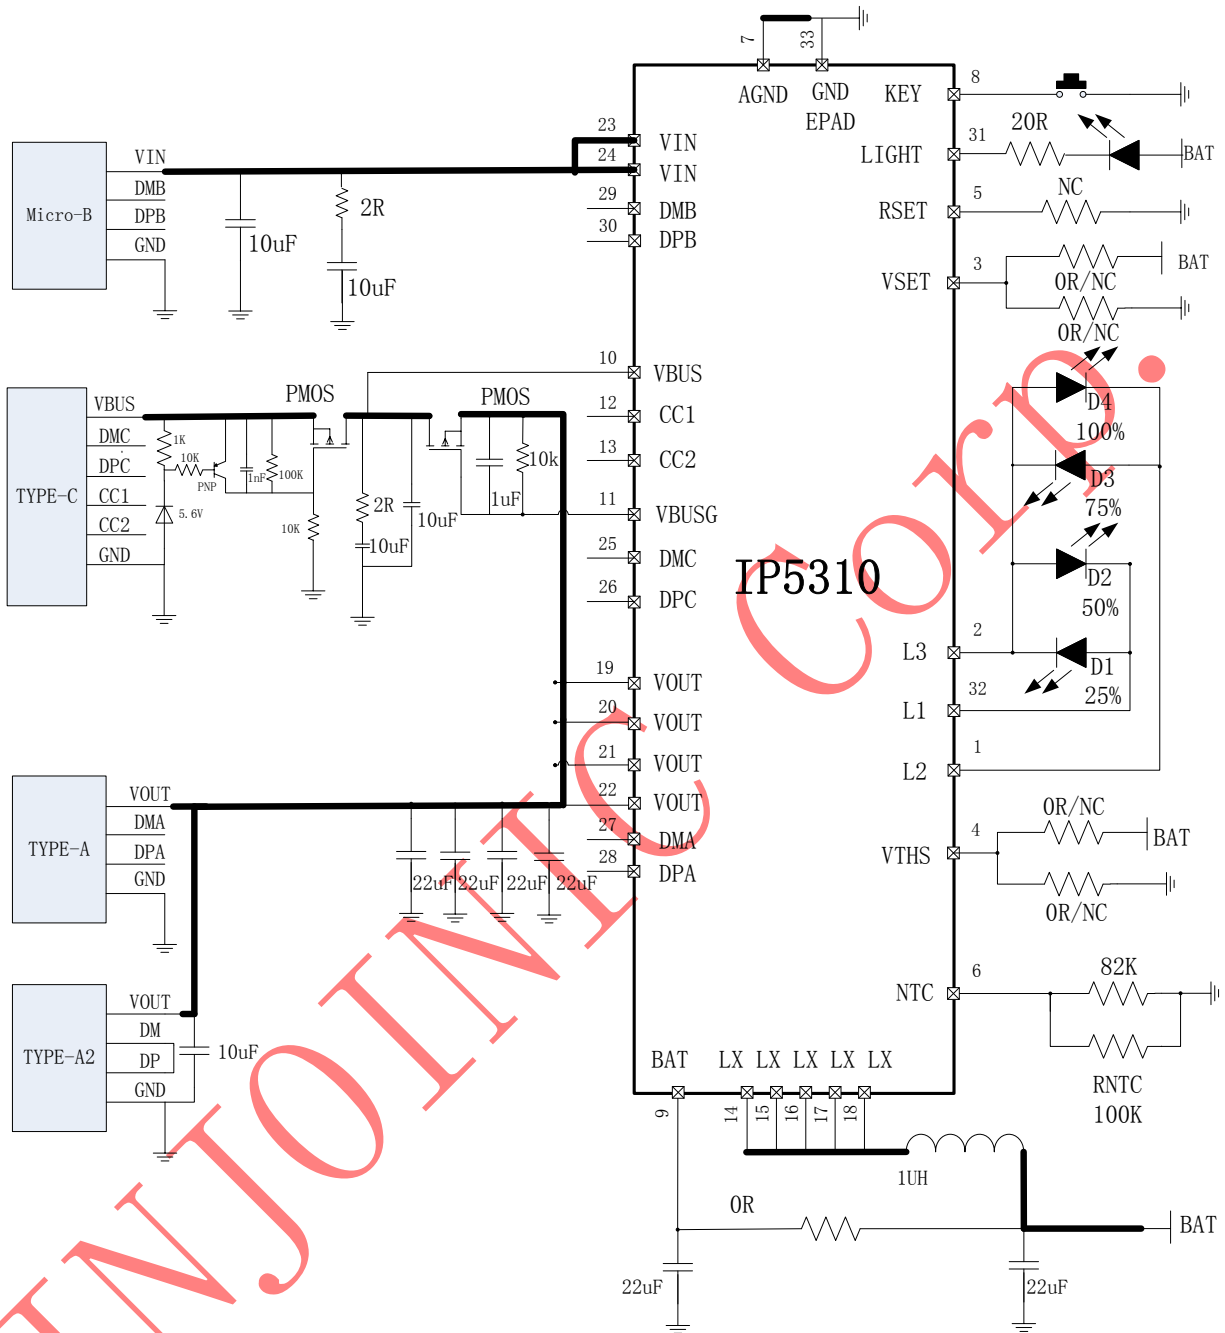 7
33
AGND
GND
EPAD
KEY
8
23
VIN
24
VIN
29
DMB
30
DPB
LIGHT
31
20R
BAT
RSET
5
NC
VSET
3
0R/NC
BAT
0R/NC
Micro-B
VIN
DMB
DPB
GND
10uF
2R
10uF
TYPE-C
VBUS
DMC
DPC
CC1
CC2
GND
1K
10K
PNP
5.6V
1nF
100K
10K
PMOS
2R
10uF
10uF
PMOS
1uF
10k
10
VBUS
12
CC1
13
CC2
11
VBUSG
25
DMC
26
DPC
IP5310
19
VOUT
20
VOUT
21
VOUT
22
VOUT
27
DMA
28
DPA
D4
100%
D3
75%
D2
50%
D1
25%
L3
2
L1
32
L2
1
VTHS
4
0R/NC
BAT
0R/NC
NTC
6
82K
RNTC
100K
TYPE-A
VOUT
DMA
DPA
GND
22uF
22uF
22uF
22uF
TYPE-A2
VOUT
DM
DP
GND
10uF
BAT
LX
LX
LX
LX
LX
9
14
15
16
17
18
1UH
0R
BAT
22uF
22uF
INJOINIC Corp.